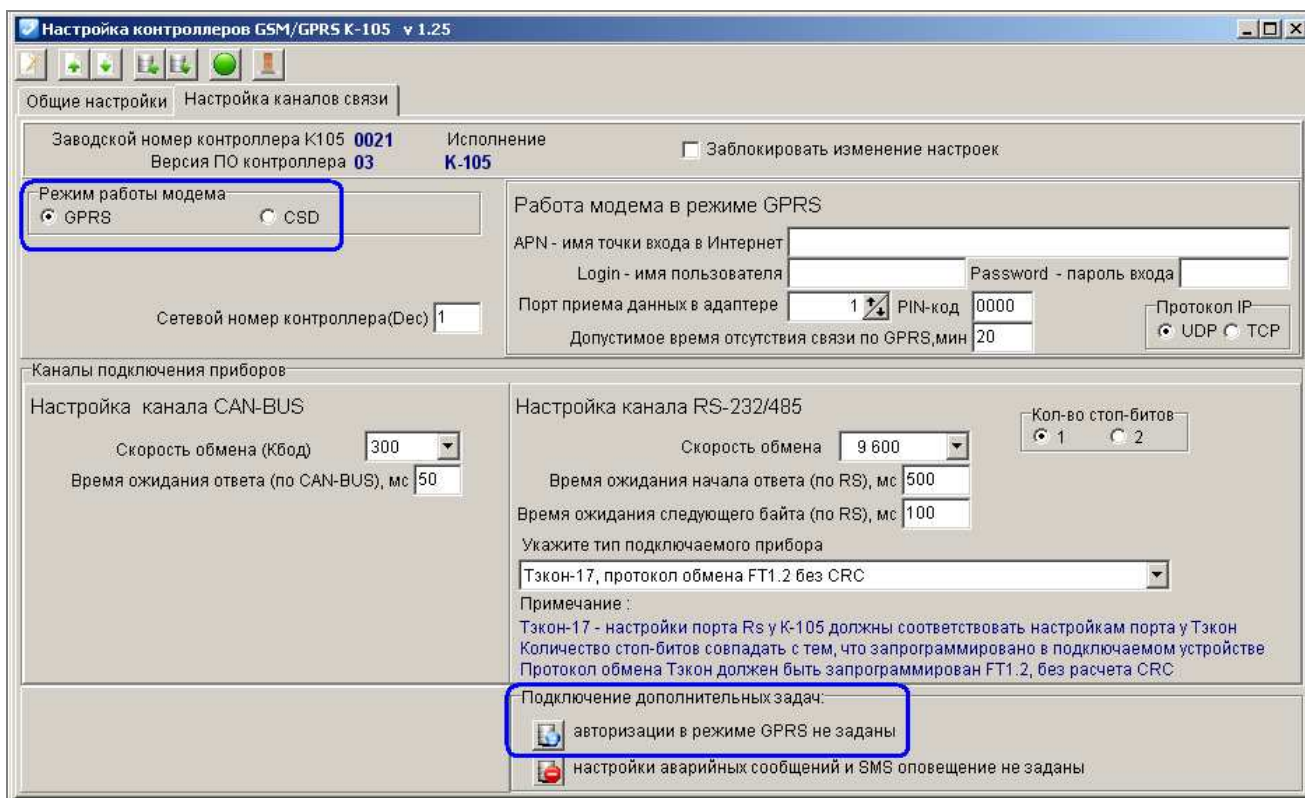 Настройка контроллеров GSM/GPRS K-105 v 1.25
Общие настройки Настройка каналов связи
Заводской номер контроллера К105 0021 Исполнение
Версия ПО контроллера 03 К-105
Заблокировать изменение настроек
Режим работы модема
GPRS CSD
Сетевой номер контроллера(Dec) 1
Работа модема в режиме GPRS
APN - имя точки входа в Интернет
Login - имя пользователя Password - пароль входа
Порт приема данных в адаптере 1 PIN-код 0000
Допустимое время отсутствия связи по GPRS,мин 20
Протокол IP
UDP TCP
Каналы подключения приборов
Настройка канала CAN-BUS
Скорость обмена (Кбод) 300
Время ожидания ответа (по CAN-BUS), мс 50
Настройка канала RS-232/485
Кол-во стоп-битов
1 2
Скорость обмена 9 600
Время ожидания начала ответа (по RS), мс 500
Время ожидания следующего байта (по RS), мс 100
Укажите тип подключаемого прибора
Тэкон-17, протокол обмена FT1.2 без CRC
Примечание :
Тэкон-17 - настройки порта Rs у К-105 должны соответствовать настройкам порта у Тэкон
Количество стоп-битов совпадать с тем, что запрограммировано в подключаемом устройстве
Протокол обмена Тэкон должен быть запрограммирован FT1.2, без расчета CRC
Подключение дополнительных задач:
авторизации в режиме GPRS не заданы
настройки аварийных сообщений и SMS оповещение не заданы